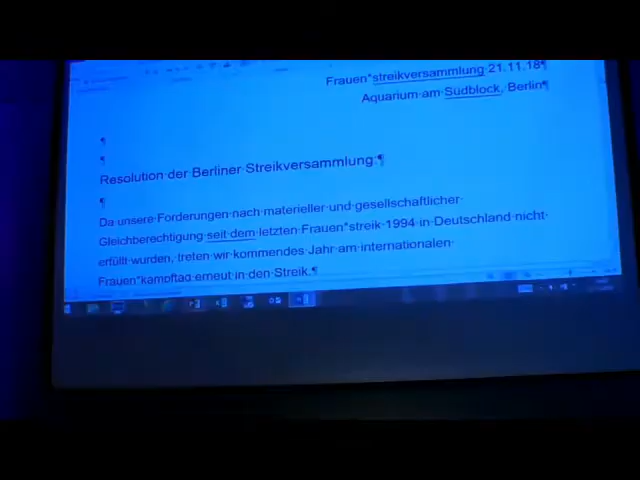 Frauen*streikversammlung 21.11.18
Aquarium am Südblock, Berlin
Resolution der Berliner Streikversammlung:
Da unsere Forderungen nach materieller und gesellschaftlicher
Gleichberechtigung seit dem letzten Frauen*streik 1994 in Deutschland nicht
erfüllt wurden, treten wir kommendes Jahr am internationalen
Frauen*kampftag erneut in den Streik.